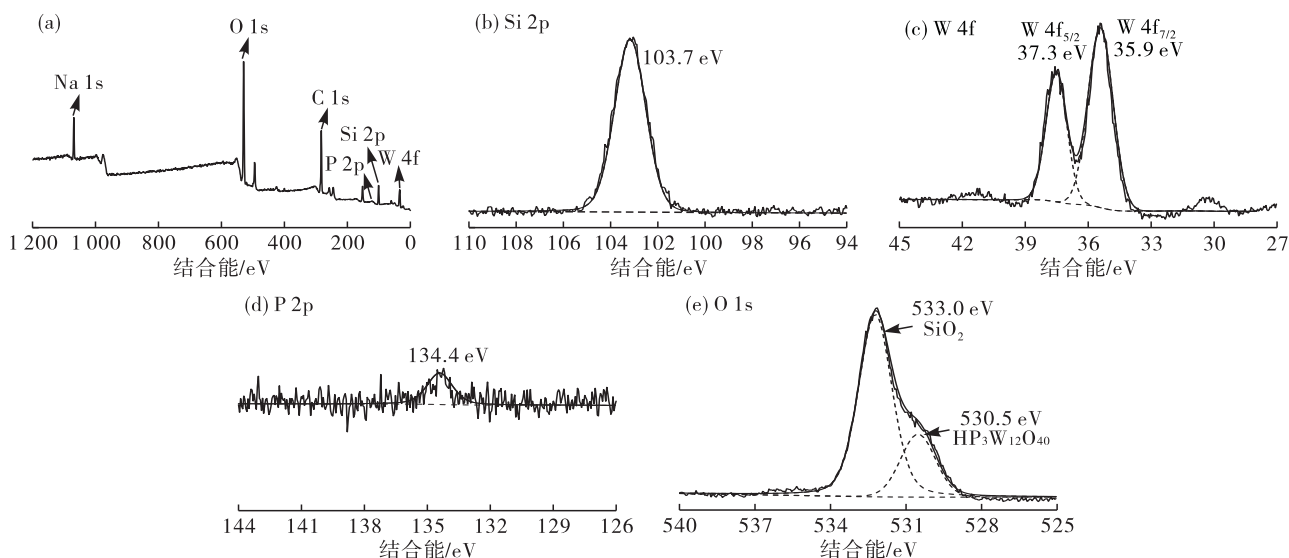 (a)
O 1s
Na 1s
C 1s
Si 2p
P 2p
W 4f
1 200 1 000 800 600 400 200 0
结合能/eV
(b) Si 2p
103.7 eV
110 108 106 104 102 100 98 96 94
结合能/eV
(c) W 4f
W 4f5/2
37.3 eV
W 4f7/2
35.9 eV
45 42 39 36 33 30 27
结合能/eV
(d) P 2p
134.4 eV
144 141 138 135 132 129 126
结合能/eV
(e) O 1s
533.0 eV
SiO2
530.5 eV
HP3W12O40
540 537 534 531 528 525
结合能/eV